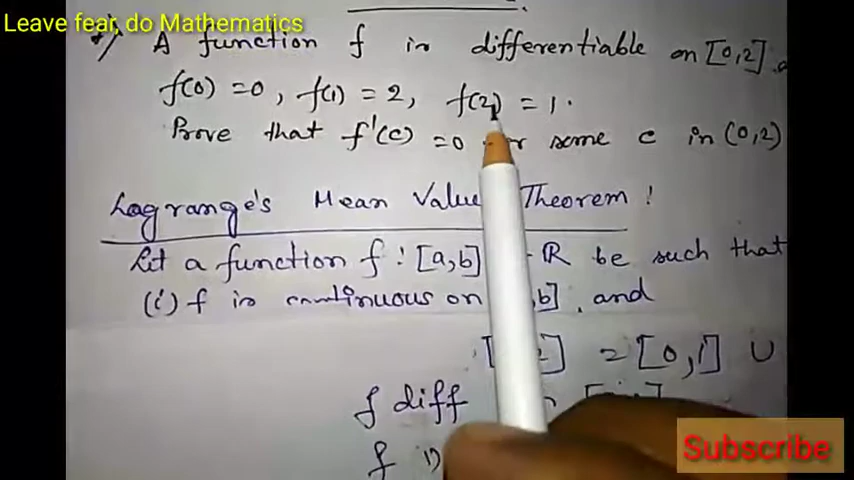 Leave fear, do Mathematics
A function f is differentiable on [0,2],
f(0) = 0, f(1) = 2, f(2) = 1.
Prove that f'(c) = 0 some c in (0,2)
Lagrange's Mean Value Theorem:
Let a function f : [a,b] R be such that
(i) f is continuous on b], and
= [0,1] ∪
f diff
f
Subscribe